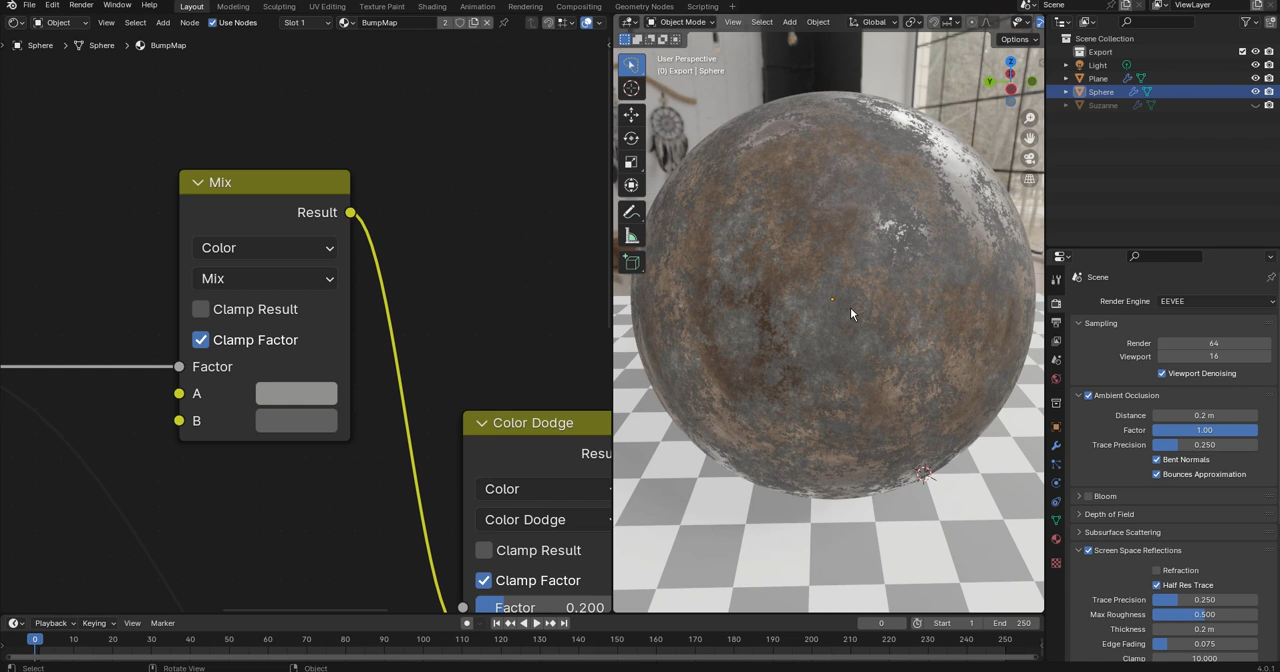 File Edit Render Window Help Layout Modeling Sculpting UV Editing Texture Paint Shading Animation Rendering Compositing Geometry Nodes Scripting Scene ViewLayer
Object View Select Add Node Use Nodes Slot 1 BumpMap 2
Object Mode View Select Add Object Global
Options
Sphere Sphere BumpMap
User Perspective
(0) Export | Sphere
Z
Y
Mix
Result
Color
Mix
Clamp Result
Clamp Factor
Factor
A
B
Color Dodge
Resu
Color
Color Dodge
Clamp Result
Clamp Factor
Factor 0.200
Scene Collection
Export
Light
Plane
Sphere
Suzanne
Scene
Render Engine EEVEE
Sampling
Render 64
Viewport 16
Viewport Denoising
Ambient Occlusion
Distance 0.2 m
Factor 1.00
Trace Precision 0.250
Bent Normals
Bounces Approximation
Bloom
Depth of Field
Subsurface Scattering
Screen Space Reflections
Refraction
Half Res Trace
Trace Precision 0.250
Max Roughness 0.500
Thickness 0.2 m
Edge Fading 0.075
Clamp 10.000
Playback Keying View Marker 0 Start 1 End 250
0 10 20 30 40 50 60 70 80 90 100 110 120 130 140 150 160 170 180 190 200 210 220 230 240 250
Select Rotate View Object 4.0.1